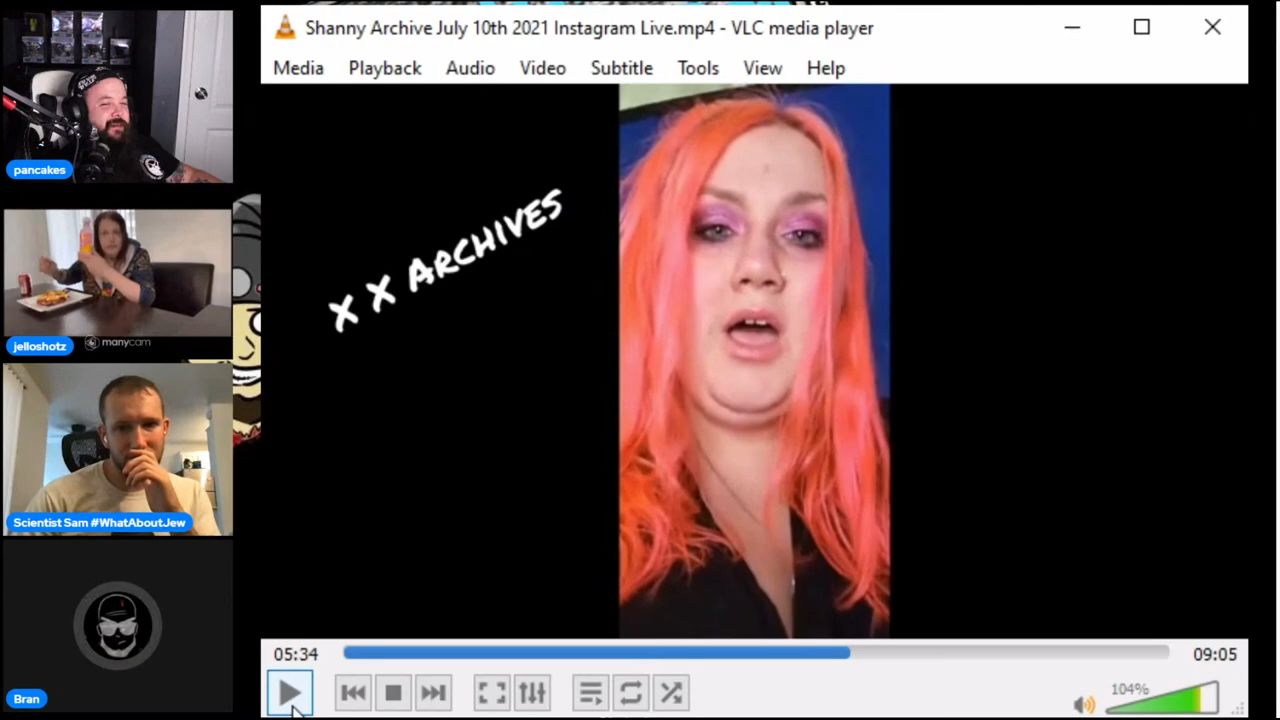 Shanny Archive July 10th 2021 Instagram Live.mp4 - VLC media player
Media Playback Audio Video Subtitle Tools View Help
pancakes
X X ARCHIVES
jelloshotz
manycam
Scientist Sam #WhatAboutJew
Bran
05:34
09:05
104%